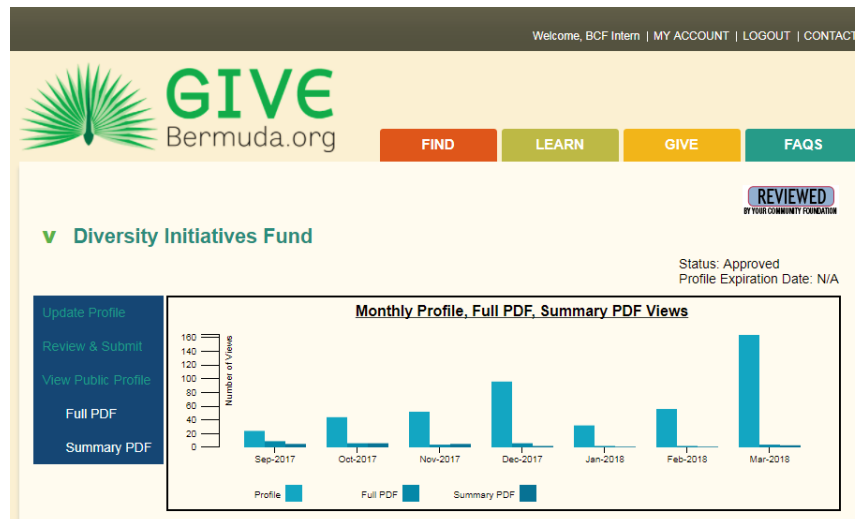 Welcome, BCF Intern | MY ACCOUNT | LOGOUT | CONTACT
GIVE
Bermuda.org
FIND LEARN GIVE FAQS
REVIEWED
BY YOUR COMMUNITY FOUNDATION
v Diversity Initiatives Fund
Status: Approved
Profile Expiration Date: N/A
Update Profile
Review & Submit
View Public Profile
Full PDF
Summary PDF
Monthly Profile, Full PDF, Summary PDF Views
Number of Views
160
140
120
100
80
60
40
20
0
Sep-2017 Oct-2017 Nov-2017 Dec-2017 Jan-2018 Feb-2018 Mar-2018
Profile Full PDF Summary PDF